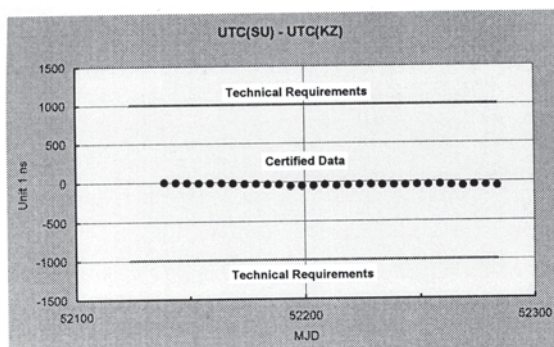 UTC(SU) - UTC(KZ)
1500
1000
500
0
-500
-1000
-1500
Unit 1 ns
Technical Requirements
Certified Data
Technical Requirements
52100
52200
52300
MJD